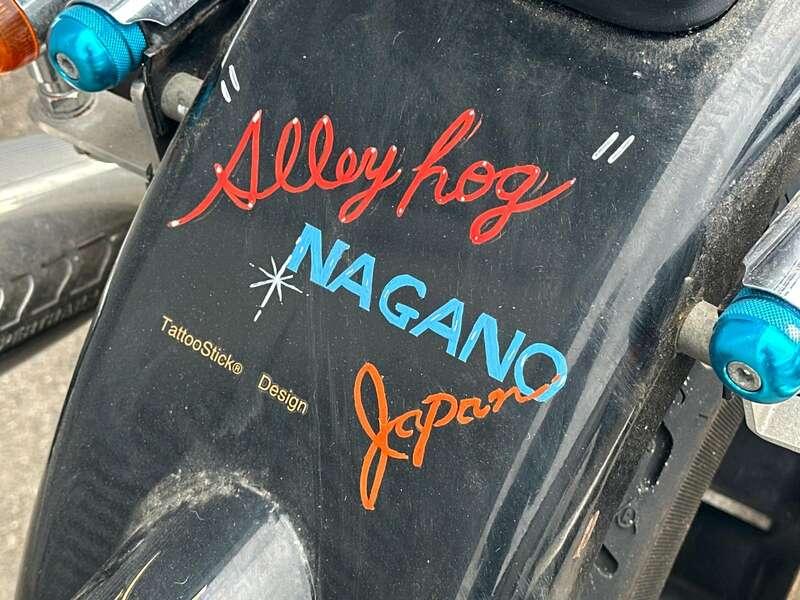 "Alley hog"
NAGANO
Japan
TattooStick® Design